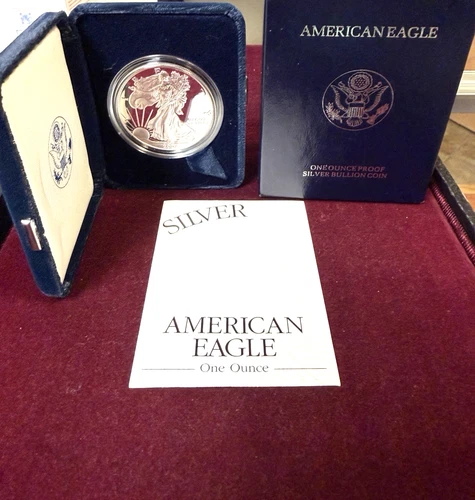 AMERICAN EAGLE
ONE OUNCE PROOF
SILVER BULLION COIN
SILVER
AMERICAN
EAGLE
One Ounce